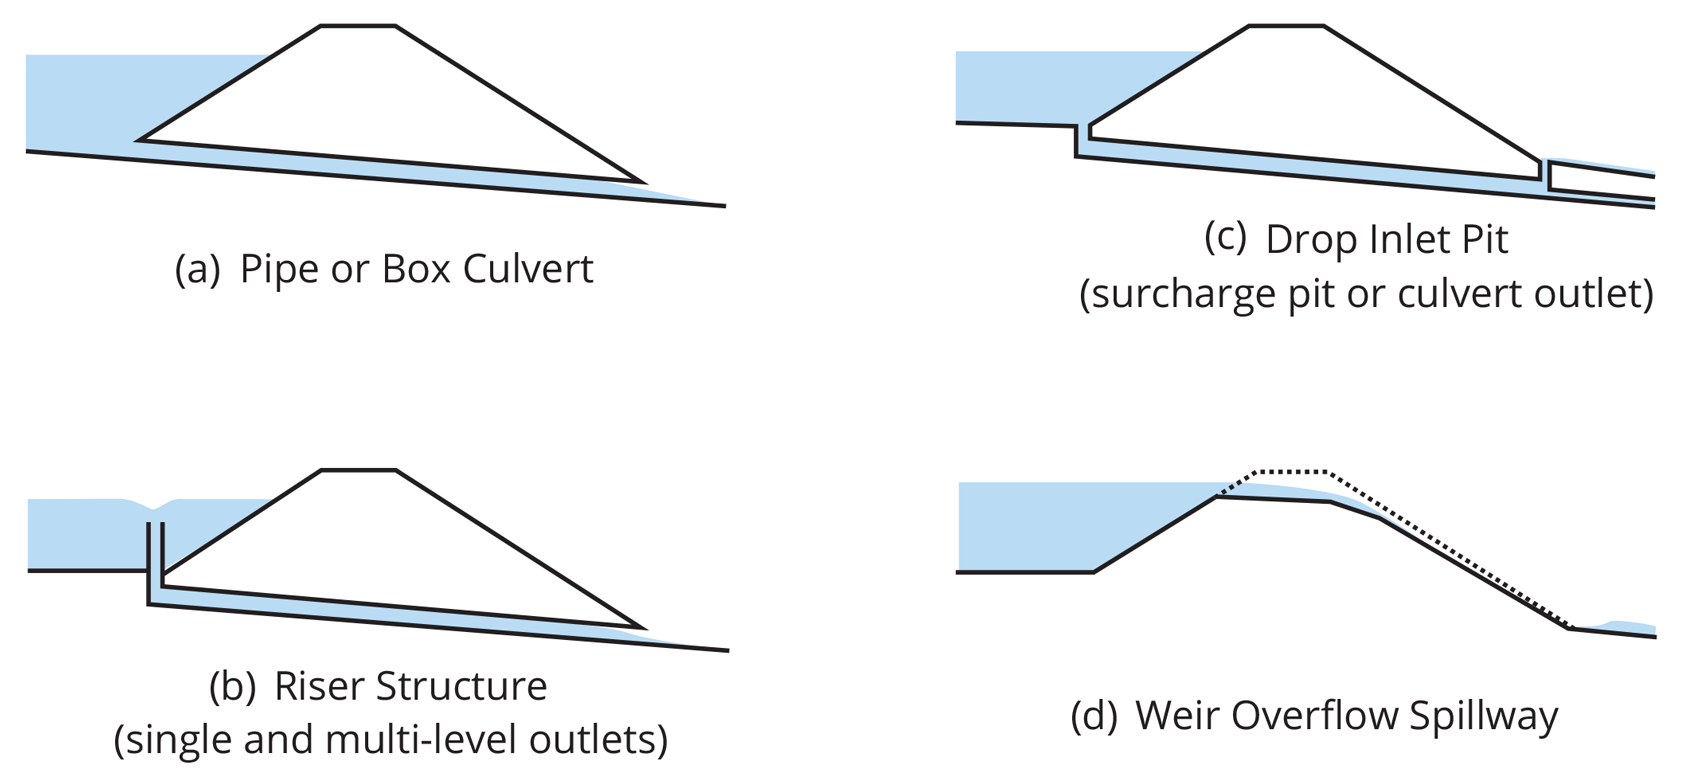 (a) Pipe or Box Culvert
(c) Drop Inlet Pit
(surcharge pit or culvert outlet)
(b) Riser Structure
(single and multi-level outlets)
(d) Weir Overflow Spillway